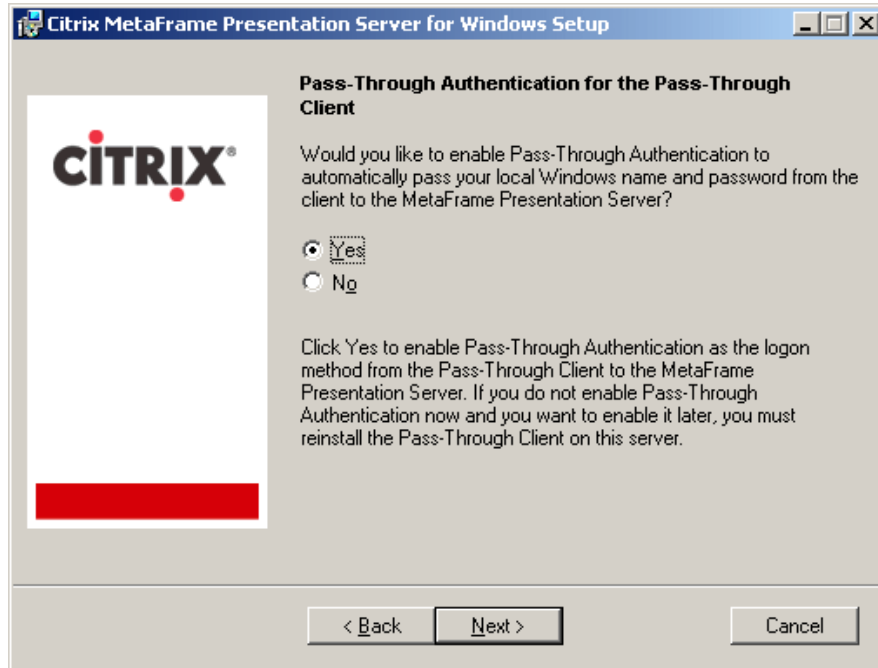 Citrix MetaFrame Presentation Server for Windows Setup
Pass-Through Authentication for the Pass-Through
Client
CITRIX®
Would you like to enable Pass-Through Authentication to
automatically pass your local Windows name and password from the
client to the MetaFrame Presentation Server?
Yes
No
Click Yes to enable Pass-Through Authentication as the logon
method from the Pass-Through Client to the MetaFrame
Presentation Server. If you do not enable Pass-Through
Authentication now and you want to enable it later, you must
reinstall the Pass-Through Client on this server.
< Back
Next >
Cancel